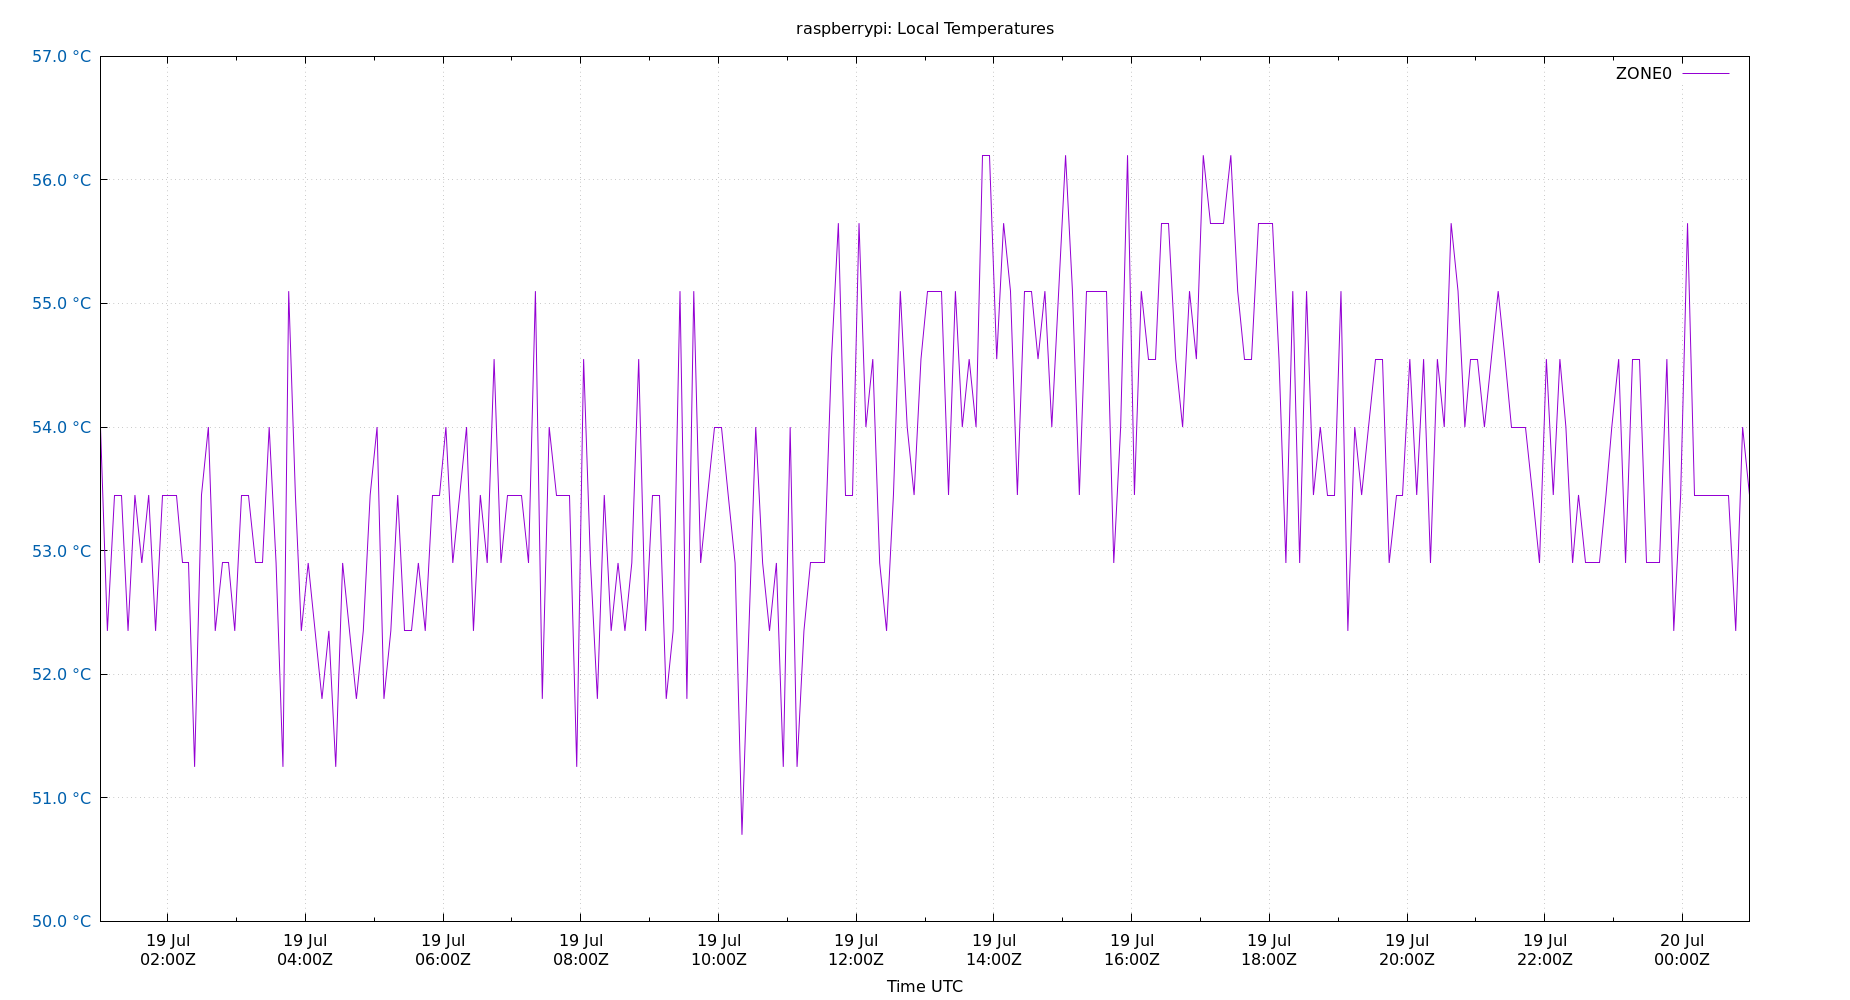 raspberrypi: Local Temperatures
ZONE0
57.0 °C
56.0 °C
55.0 °C
54.0 °C
53.0 °C
52.0 °C
51.0 °C
50.0 °C
19 Jul 19 Jul 19 Jul 19 Jul 19 Jul 19 Jul 19 Jul 19 Jul 19 Jul 19 Jul 19 Jul 20 Jul
02:00Z 04:00Z 06:00Z 08:00Z 10:00Z 12:00Z 14:00Z 16:00Z 18:00Z 20:00Z 22:00Z 00:00Z
Time UTC